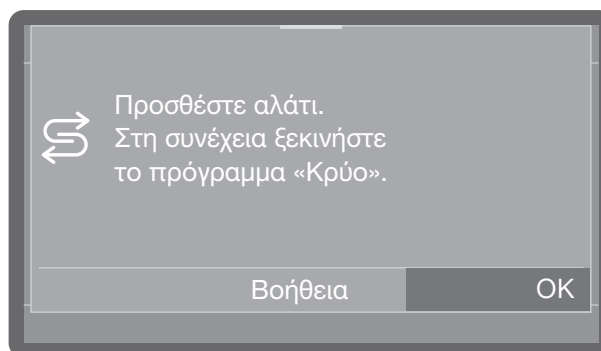 Προσθέστε αλάτι.
Στη συνέχεια ξεκινήστε
το πρόγραμμα «Κρύο».
Βοήθεια
OK